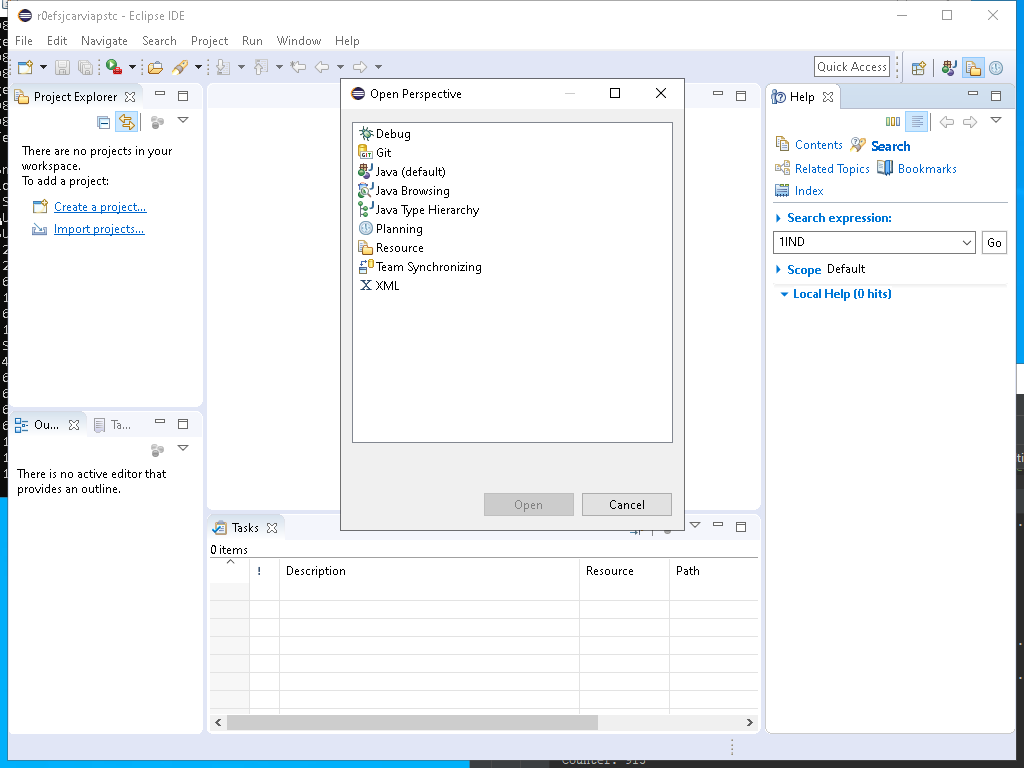 r0efsjcarviapstc - Eclipse IDE
File Edit Navigate Search Project Run Window Help
Quick Access
Project Explorer
There are no projects in your
workspace.
To add a project:
Create a project...
Import projects...
Ou...
Ta...
There is no active editor that
provides an outline.
Open Perspective
Debug
Git
Java (default)
Java Browsing
Java Type Hierarchy
Planning
Resource
Team Synchronizing
XML
Open
Cancel
Tasks
0 items
! Description Resource Path
Help
Contents
Search
Related Topics
Bookmarks
Index
Search expression:
1IND
Go
Scope Default
Local Help (0 hits)
Counter: 913